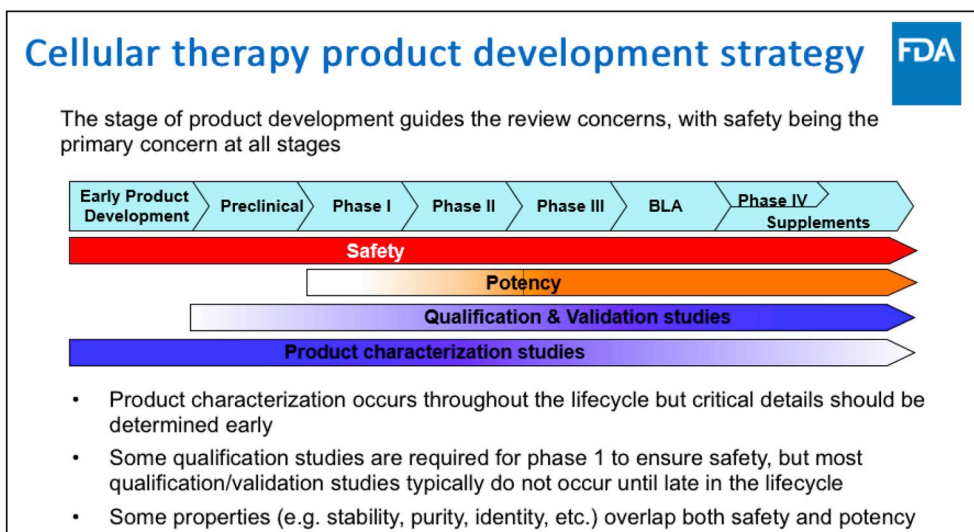 Cellular therapy product development strategy
FDA
The stage of product development guides the review concerns, with safety being the
primary concern at all stages
Early Product
Development
Preclinical
Phase I
Phase II
Phase III
BLA
Phase IV
Supplements
Safety
Potency
Qualification & Validation studies
Product characterization studies
• Product characterization occurs throughout the lifecycle but critical details should be
determined early
• Some qualification studies are required for phase 1 to ensure safety, but most
qualification/validation studies typically do not occur until late in the lifecycle
• Some properties (e.g. stability, purity, identity, etc.) overlap both safety and potency